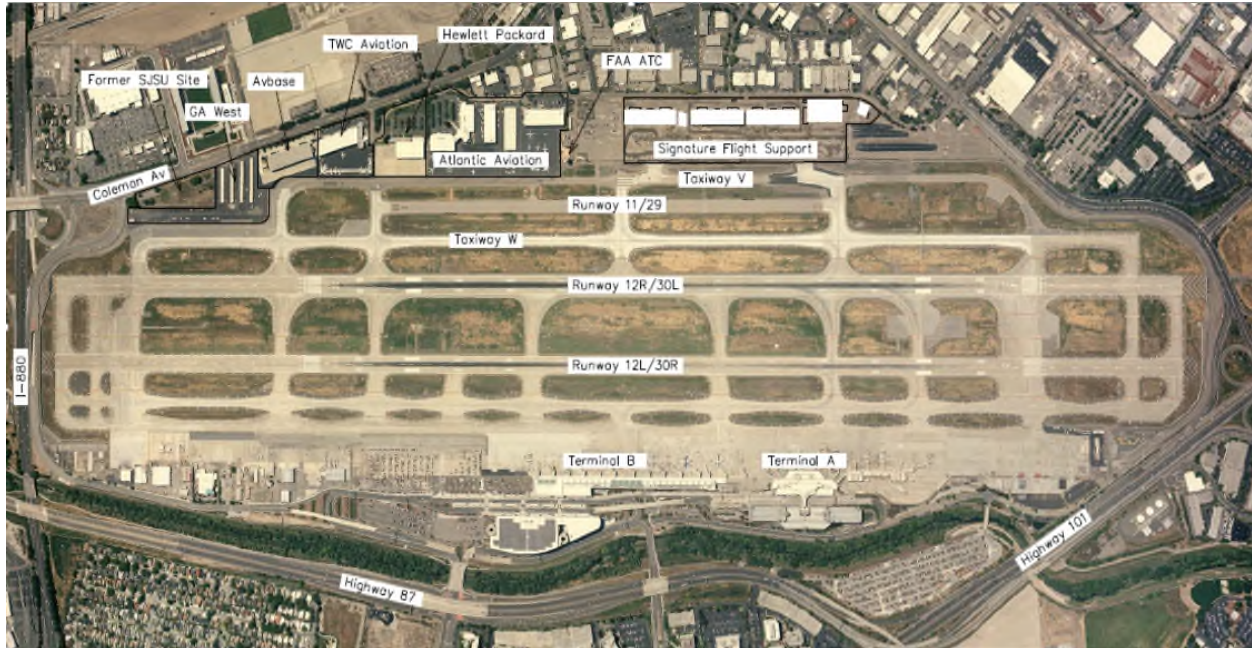 Hewlett Packard
TWC Aviation
FAA ATC
Former SJSU Site
Avbase
GA West
Signature Flight Support
Atlantic Aviation
Coleman Av
Taxiway V
Runway 11/29
Taxiway W
Runway 12R/30L
Runway 12L/30R
I-880
Terminal B
Terminal A
Highway 101
Highway 87